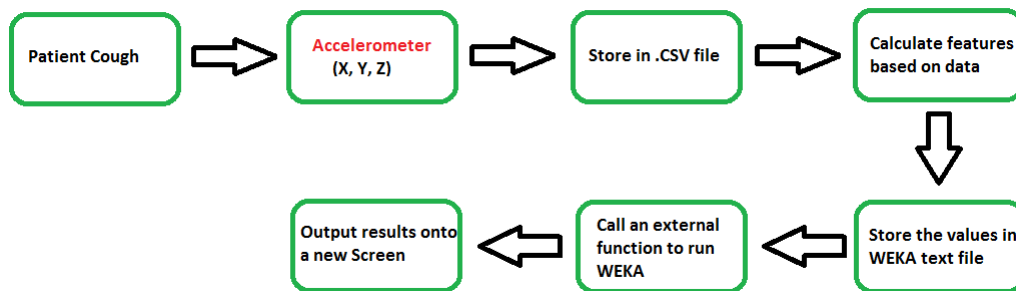 Patient Cough
Accelerometer
(X, Y, Z)
Store in .CSV file
Calculate features
based on data
Store the values in
WEKA text file
Call an external
function to run
WEKA
Output results onto
a new Screen